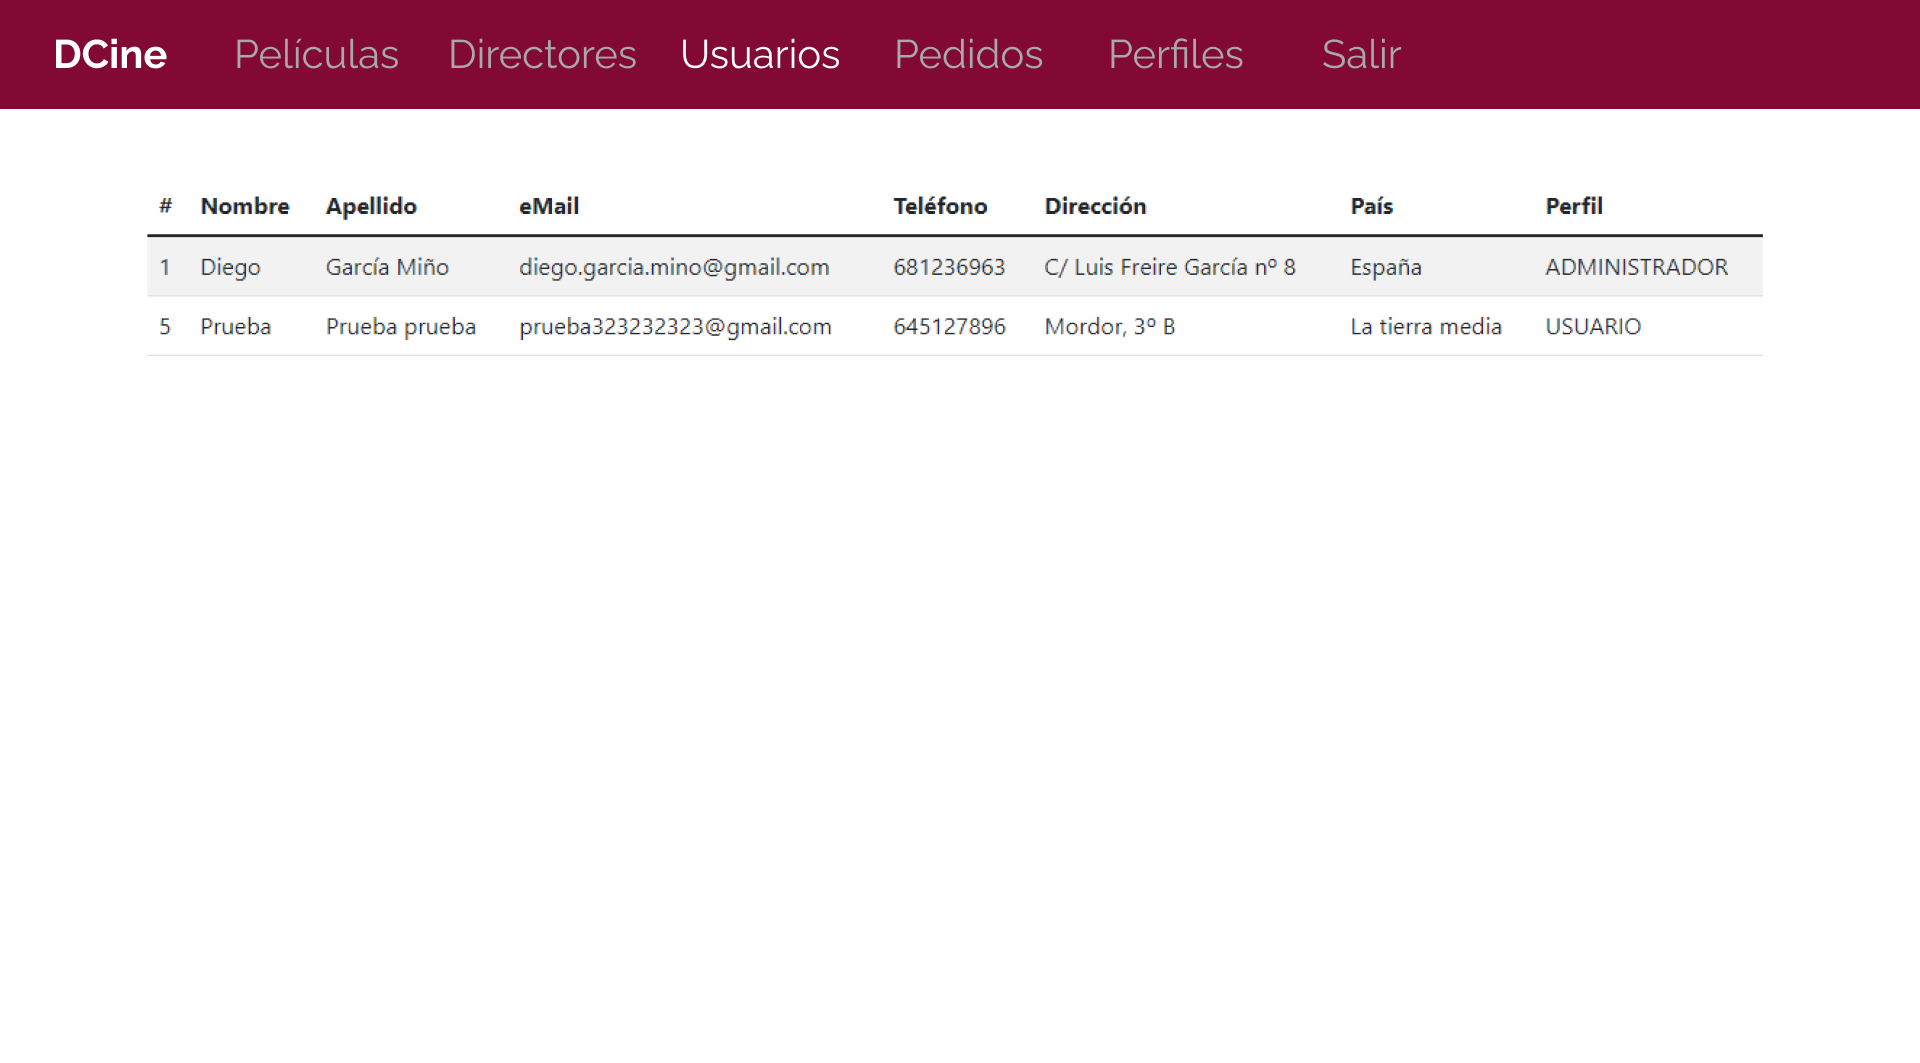 DCine Películas Directores Usuarios Pedidos Perfiles Salir
# Nombre Apellido eMail Teléfono Dirección País Perfil
1 Diego García Miño diego.garcia.mino@gmail.com 681236963 C/ Luis Freire García nº 8 España ADMINISTRADOR
5 Prueba Prueba prueba prueba323232323@gmail.com 645127896 Mordor, 3º B La tierra media USUARIO